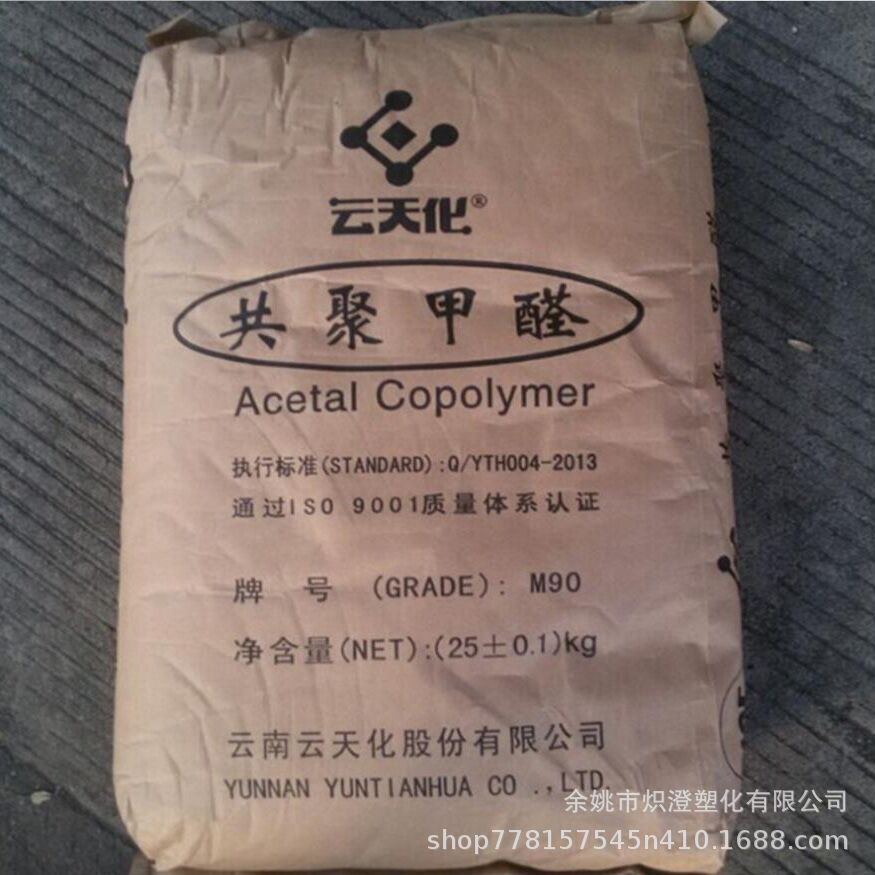 云天化®
共聚甲醛
Acetal Copolymer
执行标准(STANDARD):Q/YTH004-2013
通过ISO 9001质量体系认证
牌 号 (GRADE): M90
净含量(NET):(25±0.1)kg
云南云天化股份有限公司
YUNNAN YUNTIANHUA CO .,LTD.
余姚市炽澄塑化有限公司
shop778157545n410.1688.com